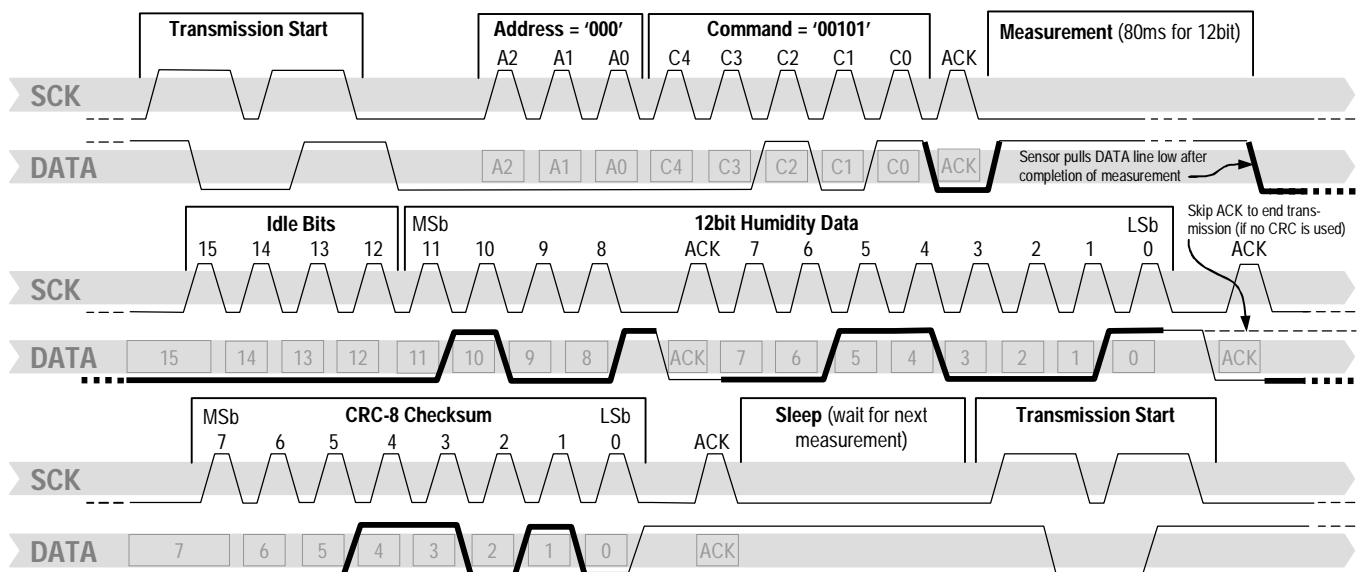 Transmission Start Address = '000' Command = '00101' Measurement (80ms for 12bit)
A2 A1 A0 C4 C3 C2 C1 C0 ACK
SCK
DATA A2 A1 A0 C4 C3 C2 C1 C0 ACK
Sensor pulls DATA line low after
completion of measurement
Skip ACK to end trans-
mission (if no CRC is used)
Idle Bits MSb 12bit Humidity Data LSb
15 14 13 12 11 10 9 8 ACK 7 6 5 4 3 2 1 0 ACK
SCK
DATA 15 14 13 12 11 10 9 8 ACK 7 6 5 4 3 2 1 0 ACK
MSb CRC-8 Checksum LSb Sleep (wait for next
measurement) Transmission Start
7 6 5 4 3 2 1 0 ACK
SCK
DATA 7 6 5 4 3 2 1 0 ACK